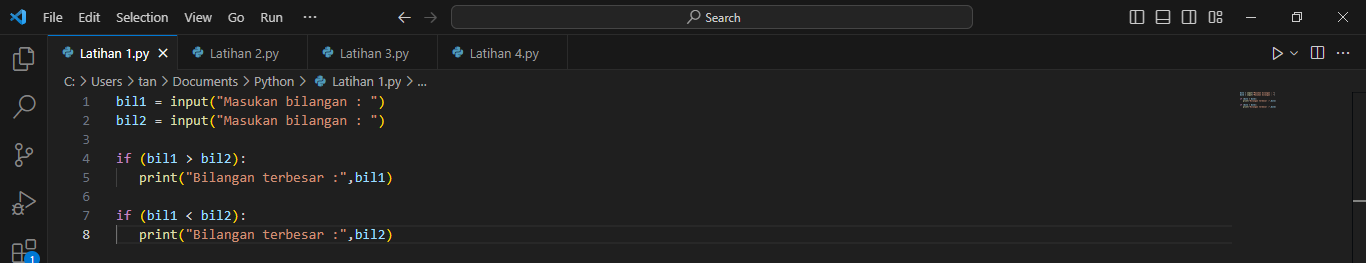 File Edit Selection View Go Run ··· Search
Latihan 1.py Latihan 2.py Latihan 3.py Latihan 4.py
C: > Users > tan > Documents > Python > Latihan 1.py > ...
1 bil1 = input("Masukan bilangan : ")
2 bil2 = input("Masukan bilangan : ")
3
4 if (bil1 > bil2):
5 print("Bilangan terbesar :",bil1)
6
7 if (bil1 < bil2):
8 print("Bilangan terbesar :",bil2)
1